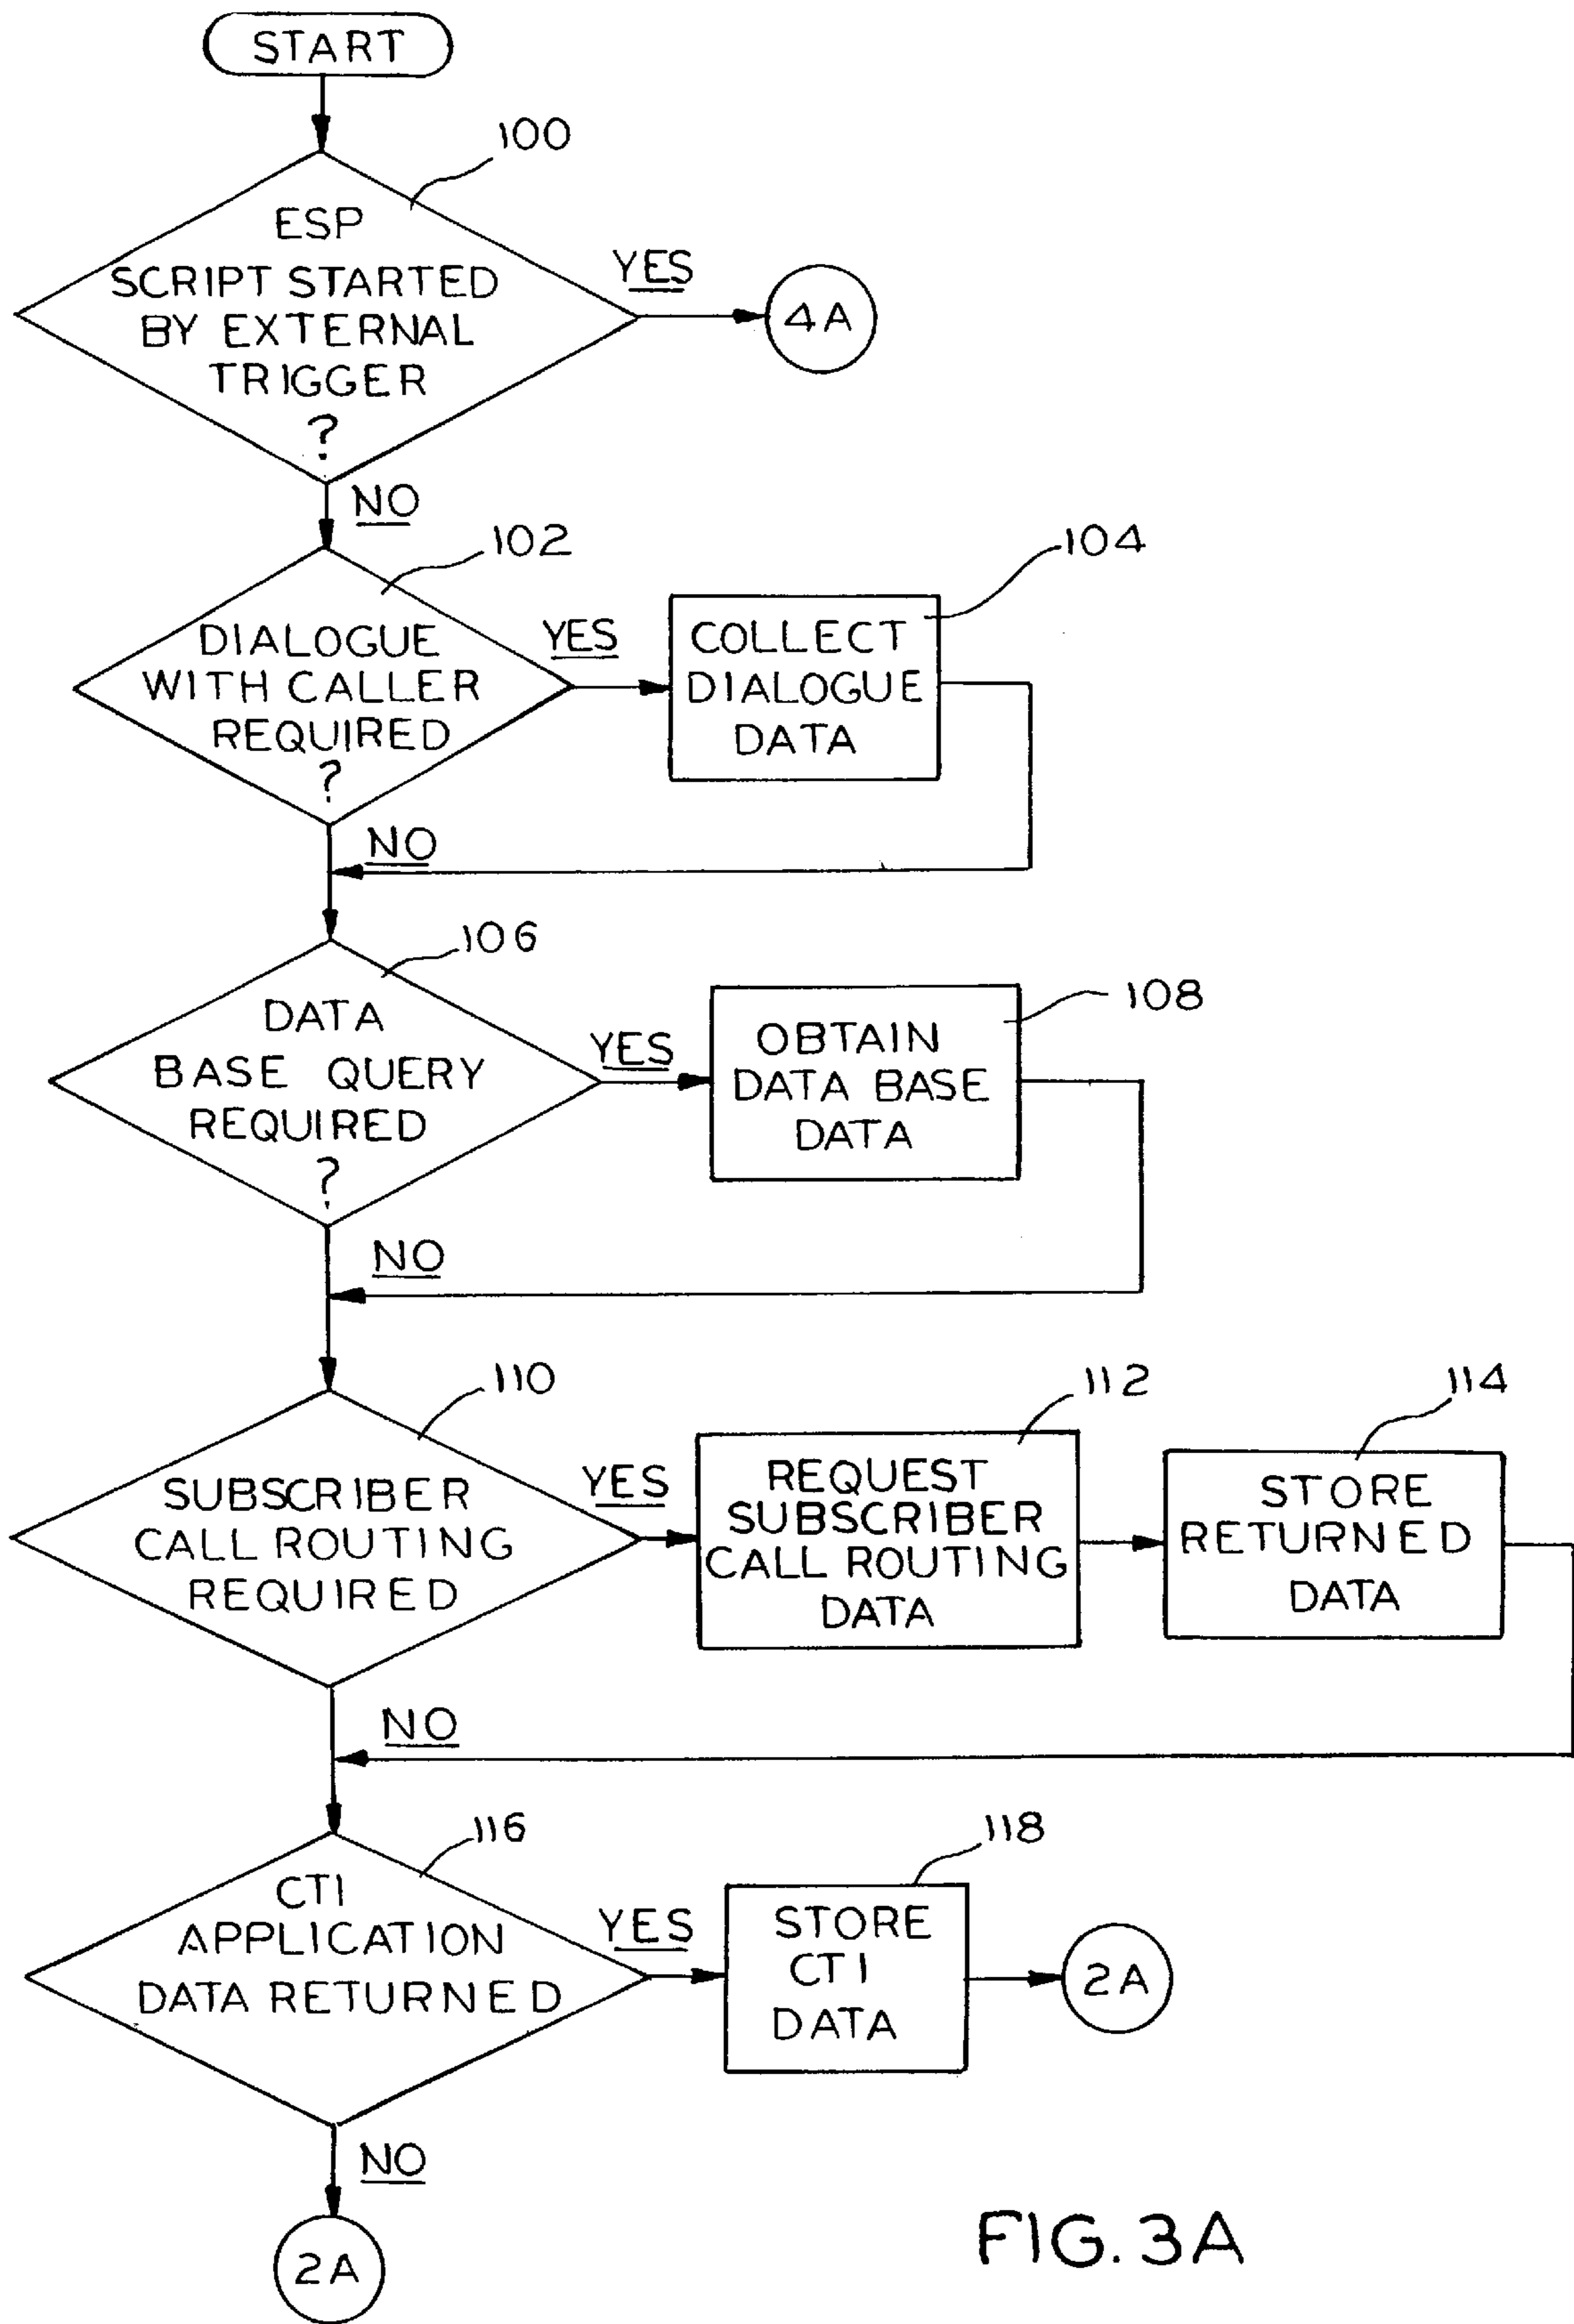 START
100
ESP
SCRIPT STARTED
BY EXTERNAL
TRIGGER
?
YES
4A
NO
102
DIALOGUE
WITH CALLER
REQUIRED
?
YES
104
COLLECT
DIALOGUE
DATA
NO
106
DATA
BASE QUERY
REQUIRED
?
YES
108
OBTAIN
DATA BASE
DATA
NO
110
SUBSCRIBER
CALL ROUTING
REQUIRED
YES
112
REQUEST
SUBSCRIBER
CALL ROUTING
DATA
114
STORE
RETURNED
DATA
NO
116
CTI
APPLICATION
DATA RETURNED
YES
118
STORE
CTI
DATA
2A
NO
2A
FIG. 3A